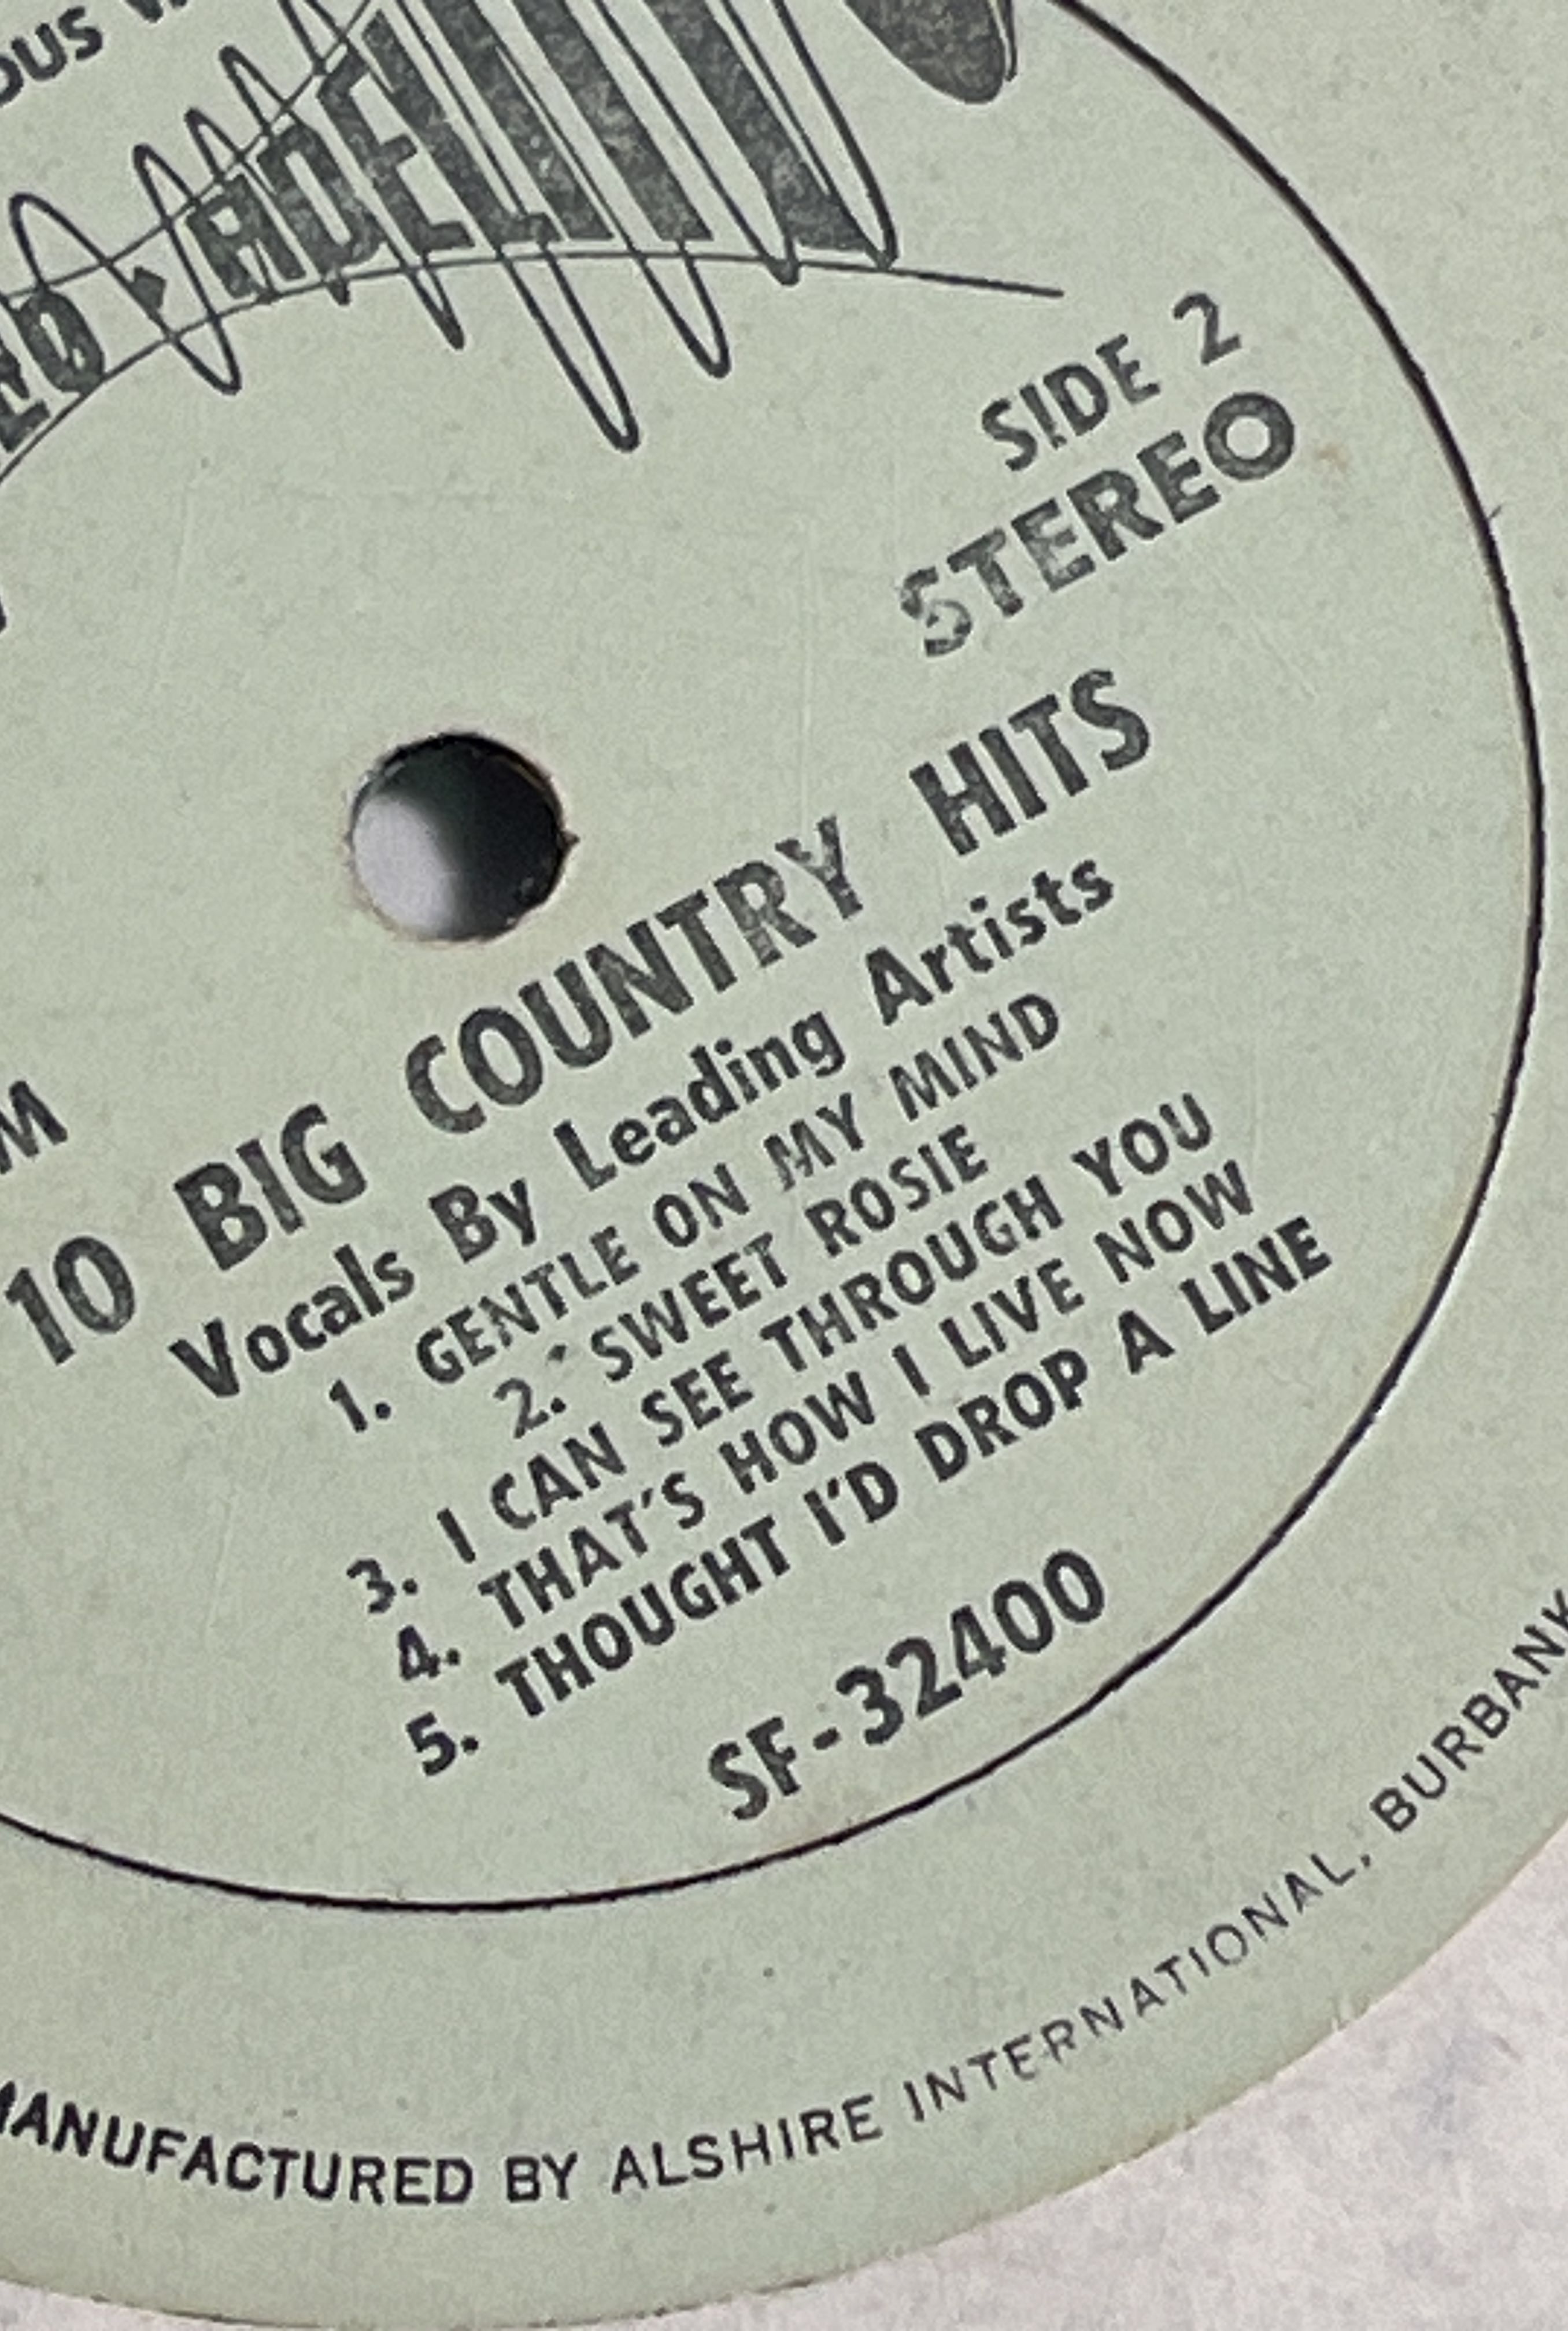 SIDE 2
STEREO
10 BIG COUNTRY HITS
Vocals By Leading Artists
1. GENTLE ON MY MIND
2. SWEET ROSIE
3. I CAN SEE THROUGH YOU
4. THAT'S HOW I LIVE NOW
5. THOUGHT I'D DROP A LINE
SF-32400
MANUFACTURED BY ALSHIRE INTERNATIONAL, BURBANK